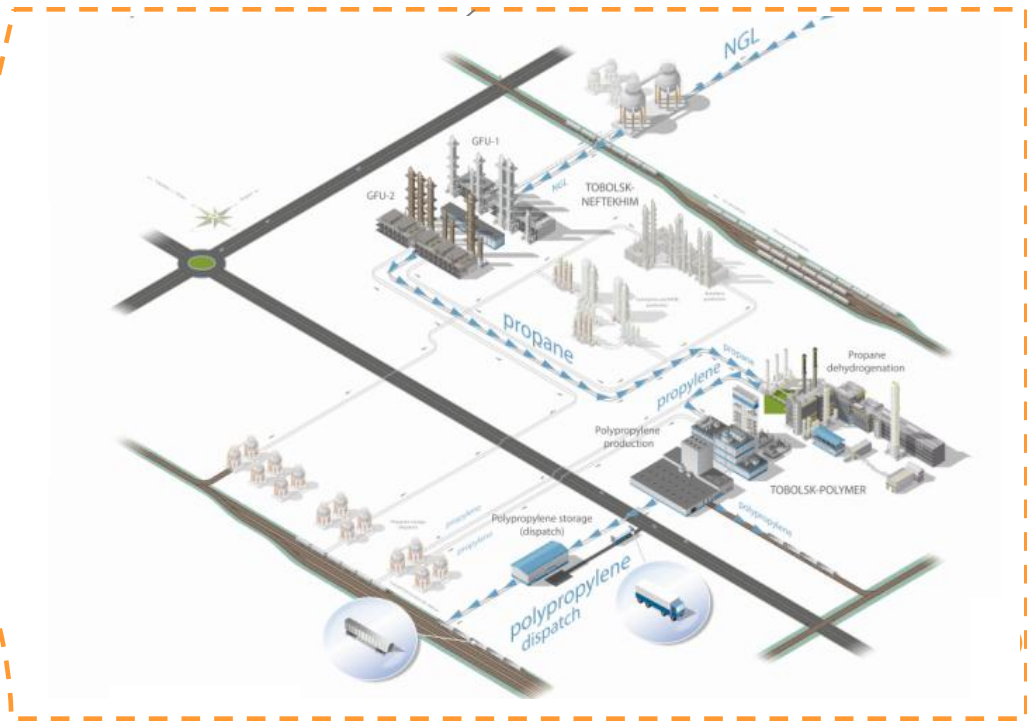 NGL
GFU-1
GFU-2
NGL
TOBOLSK-
NEFTEKHIM
propane
propane
Propane
dehydrogenation
propylene
Polypropylene
production
TOBOLSK-POLYMER
polypropylene
propylene
propylene
Polypropylene storage
(dispatch)
polypropylene
dispatch